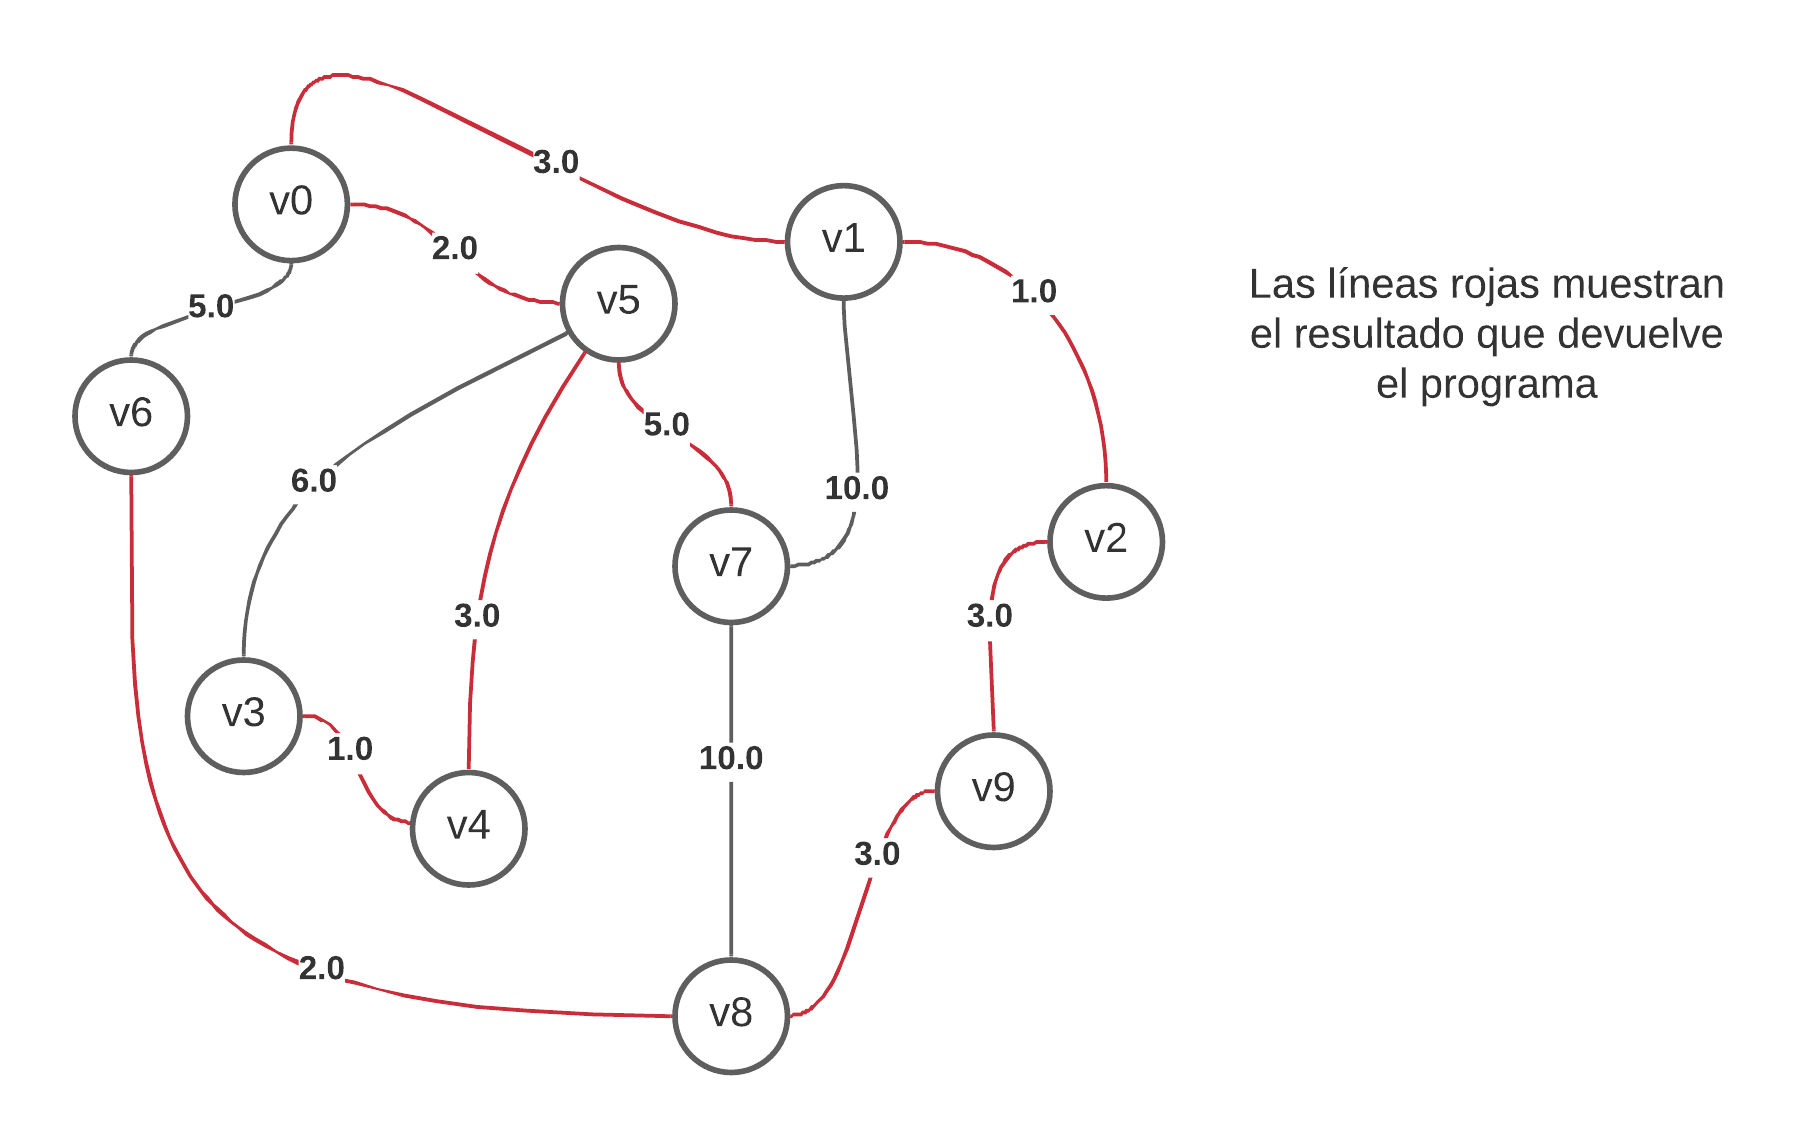 3.0
v0
v1
2.0
1.0
v5
5.0
Las líneas rojas muestran
el resultado que devuelve
el programa
v6
5.0
6.0
10.0
v2
v7
3.0
3.0
v3
1.0
10.0
v9
v4
3.0
2.0
v8